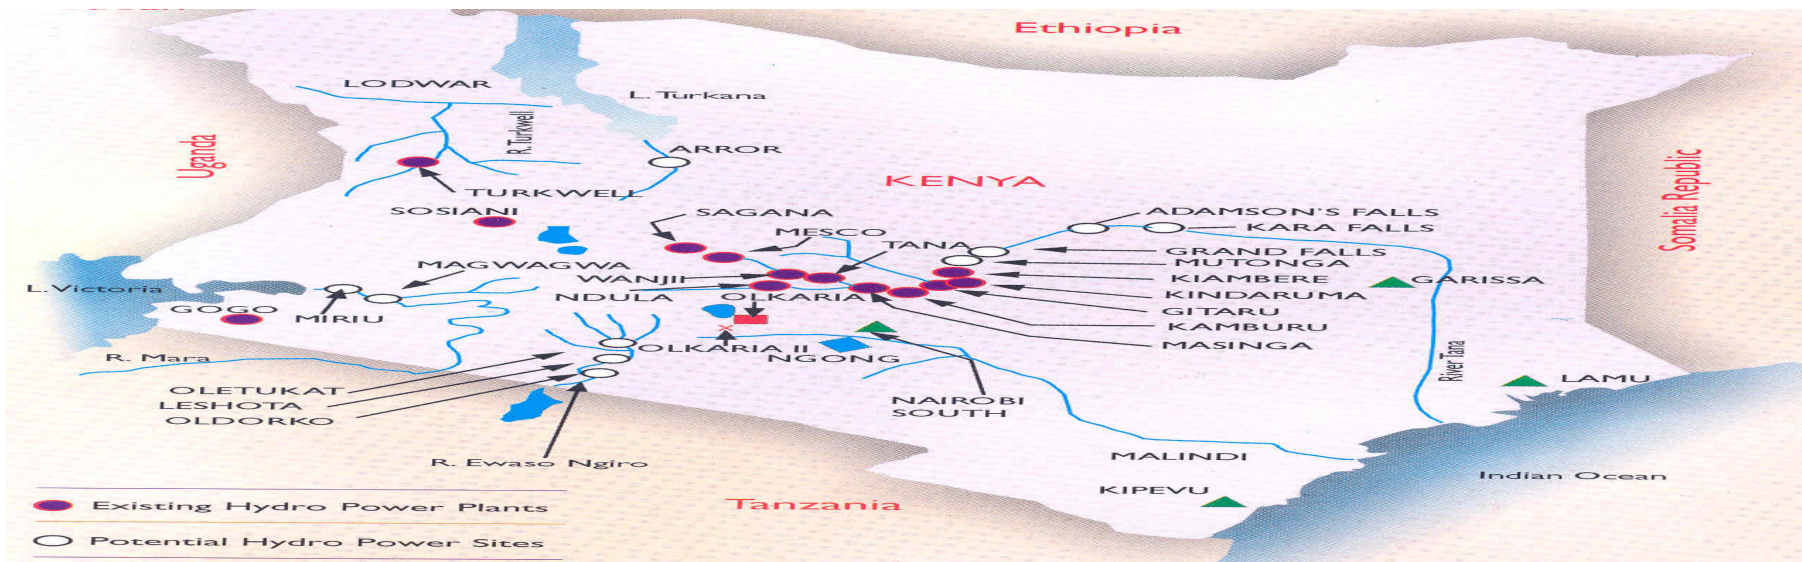 Ethiopia
LODWAR
L. Turkana
R. Turkwell
Uganda
ARROR
KENYA
Somalia Republic
TURKWELL
SOSIANI
SAGANA
ADAMSON'S FALLS
MESCO
KARA FALLS
TANA
GRAND FALLS
MAGWAGWA
MUTONGA
WANJII
KIAMBERE
GARISSA
L. Victoria
NDULA
OLKARIA
KINDARUMA
GOGO
MIRIU
GITARU
KAMBURU
OLKARIA II
MASINGA
R. Mara
NGONG
River Tana
LAMU
OLETUKAT
LESHOTA
OLDORKO
NAIROBI
SOUTH
R. Ewaso Ngiro
MALINDI
Indian Ocean
KIPEVU
Tanzania
Existing Hydro Power Plants
Potential Hydro Power Sites